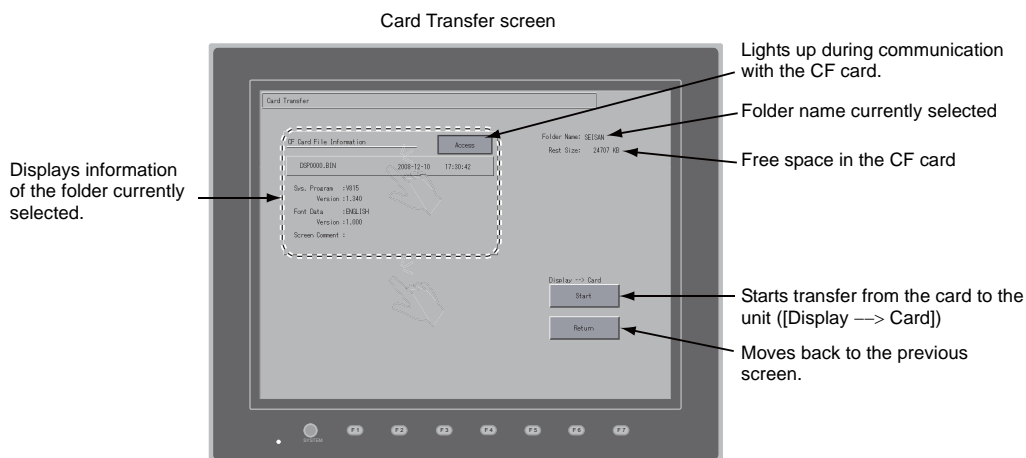 Card Transfer screen
Lights up during communication
with the CF card.
Folder name currently selected
Free space in the CF card
Displays information
of the folder currently
selected.
Starts transfer from the card to the
unit ([Display −−> Card])
Moves back to the previous
screen.
Card Transfer
CF Card File Information
Access
DSP0000.BIN 2008-12-10 17:30:42
Sys. Program :V815
Version :1.340
Font Data :ENGLISH
Version :1.000
Screen Comment :
Folder Name: SEISAN
Rest Size: 24707 KB
Display --> Card
Start
Return
SYSTEM
F1 F2 F3 F4 F5 F6 F7